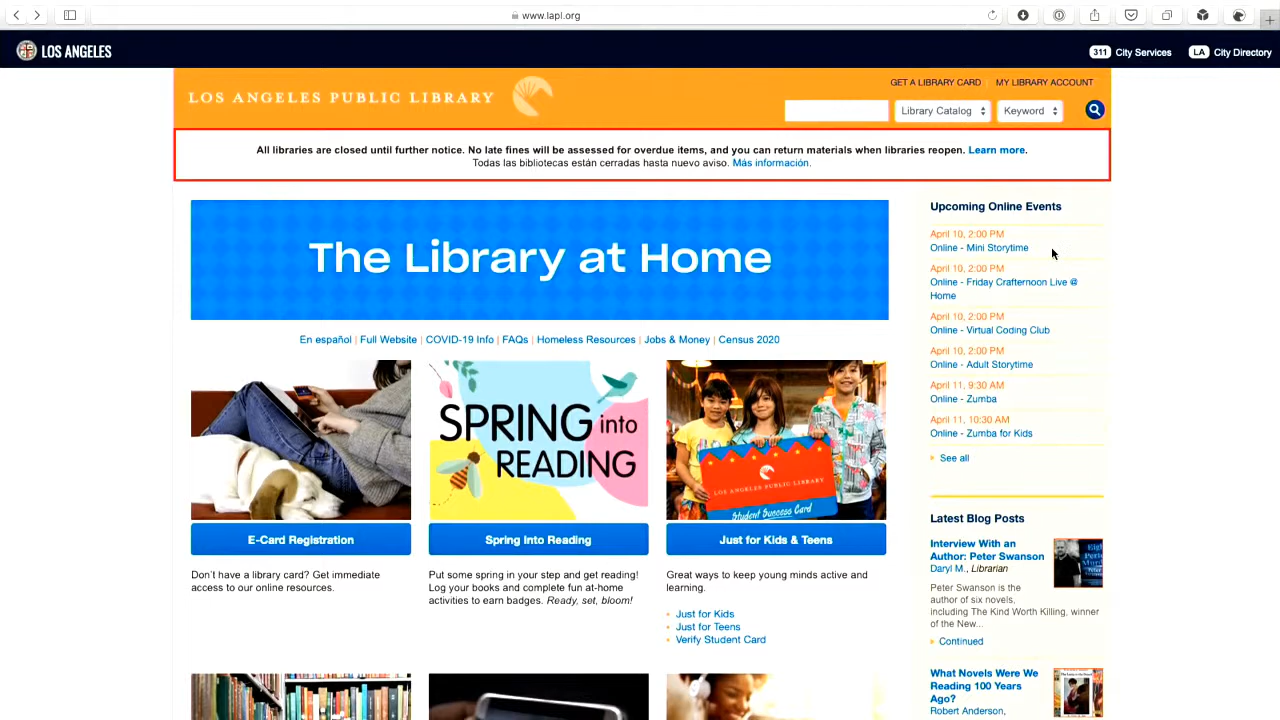 www.lapl.org
LOS ANGELES
311 City Services
LA City Directory
GET A LIBRARY CARD | MY LIBRARY ACCOUNT
LOS ANGELES PUBLIC LIBRARY
Library Catalog
Keyword
All libraries are closed until further notice. No late fines will be assessed for overdue items, and you can return materials when libraries reopen. Learn more.
Todas las bibliotecas están cerradas hasta nuevo aviso. Más información.
The Library at Home
En español | Full Website | COVID-19 Info | FAQs | Homeless Resources | Jobs & Money | Census 2020
SPRING into
READING
LOS ANGELES PUBLIC LIBRARY
Student Success Card
E-Card Registration
Spring Into Reading
Just for Kids & Teens
Don't have a library card? Get immediate
access to our online resources.
Put some spring in your step and get reading!
Log your books and complete fun at-home
activities to earn badges. Ready, set, bloom!
Great ways to keep young minds active and
learning.
Just for Kids
Just for Teens
Verify Student Card
Upcoming Online Events
April 10, 2:00 PM
Online - Mini Storytime
April 10, 2:00 PM
Online - Friday Crafternoon Live @
Home
April 10, 2:00 PM
Online - Virtual Coding Club
April 10, 2:00 PM
Online - Adult Storytime
April 11, 9:30 AM
Online - Zumba
April 11, 10:30 AM
Online - Zumba for Kids
See all
Latest Blog Posts
Interview With an
Author: Peter Swanson
Daryl M., Librarian
Peter Swanson is the
author of six novels,
including The Kind Worth Killing, winner
of the New...
Continued
What Novels Were We
Reading 100 Years
Ago?
Robert Anderson,